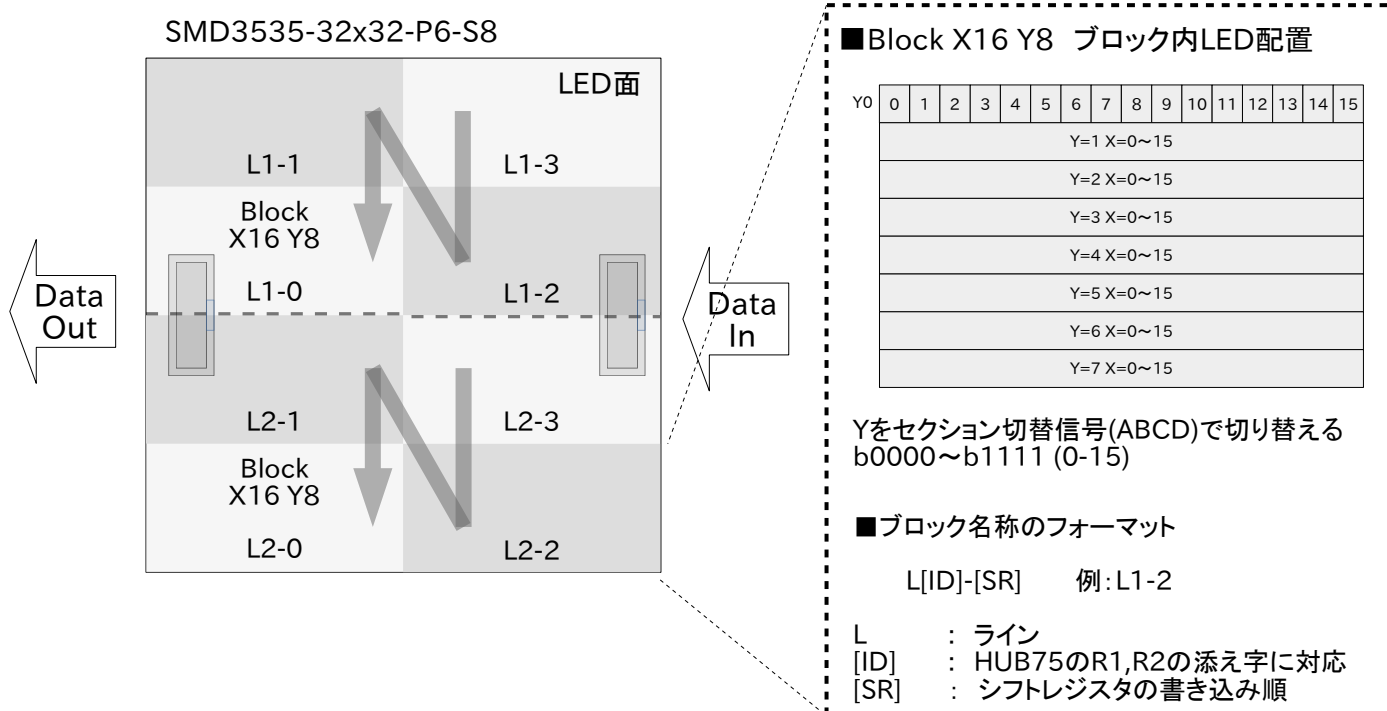 SMD3535-32x32-P6-S8
LED面
L1-1
L1-3
Block
X16 Y8
L1-0
L1-2
Data
Out
Data
In
L2-1
L2-3
Block
X16 Y8
L2-0
L2-2
■Block X16 Y8 ブロック内LED配置
Y0 0 1 2 3 4 5 6 7 8 9 10 11 12 13 14 15
Y=1 X=0～15
Y=2 X=0～15
Y=3 X=0～15
Y=4 X=0～15
Y=5 X=0～15
Y=6 X=0～15
Y=7 X=0～15
Yをセクション切替信号(ABCD)で切り替える
b0000～b1111 (0-15)
■ブロック名称のフォーマット
L[ID]-[SR] 例:L1-2
L : ライン
[ID] : HUB75のR1,R2の添え字に対応
[SR] : シフトレジスタの書き込み順